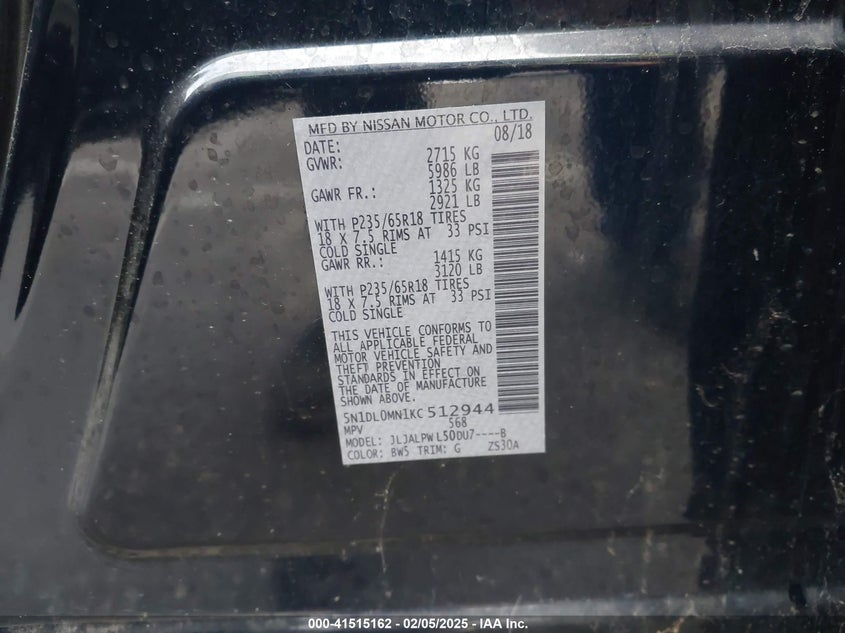 MFD BY NISSAN MOTOR CO., LTD.
DATE: 08/18
GVWR: 2715 KG
5986 LB
GAWR FR.: 1325 KG
2921 LB
WITH P235/65R18 TIRES
18 X 7.5 RIMS AT 33 PSI
COLD SINGLE
GAWR RR.: 1415 KG
3120 LB
WITH P235/65R18 TIRES
18 X 7.5 RIMS AT 33 PSI
COLD SINGLE
THIS VEHICLE CONFORMS TO
ALL APPLICABLE FEDERAL
MOTOR VEHICLE SAFETY AND
THEFT PREVENTION
STANDARDS IN EFFECT ON
THE DATE OF MANUFACTURE
SHOWN ABOVE.
5N1DL0MN1KC512944
MPV 568
MODEL: JLJALPWL50DU7----B
COLOR: BW5 TRIM: G ZS30A
000-41515162 - 02/05/2025 - IAA Inc.